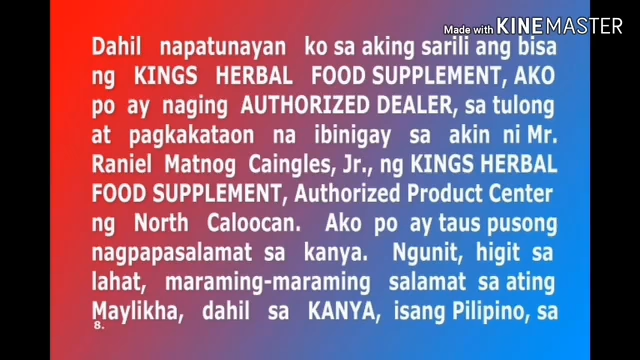 Made with KINEMASTER
Dahil napatunayan ko sa aking sarili ang bisa
ng KINGS HERBAL FOOD SUPPLEMENT, AKO
po ay naging AUTHORIZED DEALER, sa tulong
at pagkakataon na ibinigay sa akin ni Mr.
Raniel Matnog Caingles, Jr., ng KINGS HERBAL
FOOD SUPPLEMENT, Authorized Product Center
ng North Caloocan. Ako po ay taus pusong
nagpapasalamat sa kanya. Ngunit, higit sa
lahat, maraming-maraming salamat sa ating
Maylikha, dahil sa KANYA, isang Pilipino, sa
8.